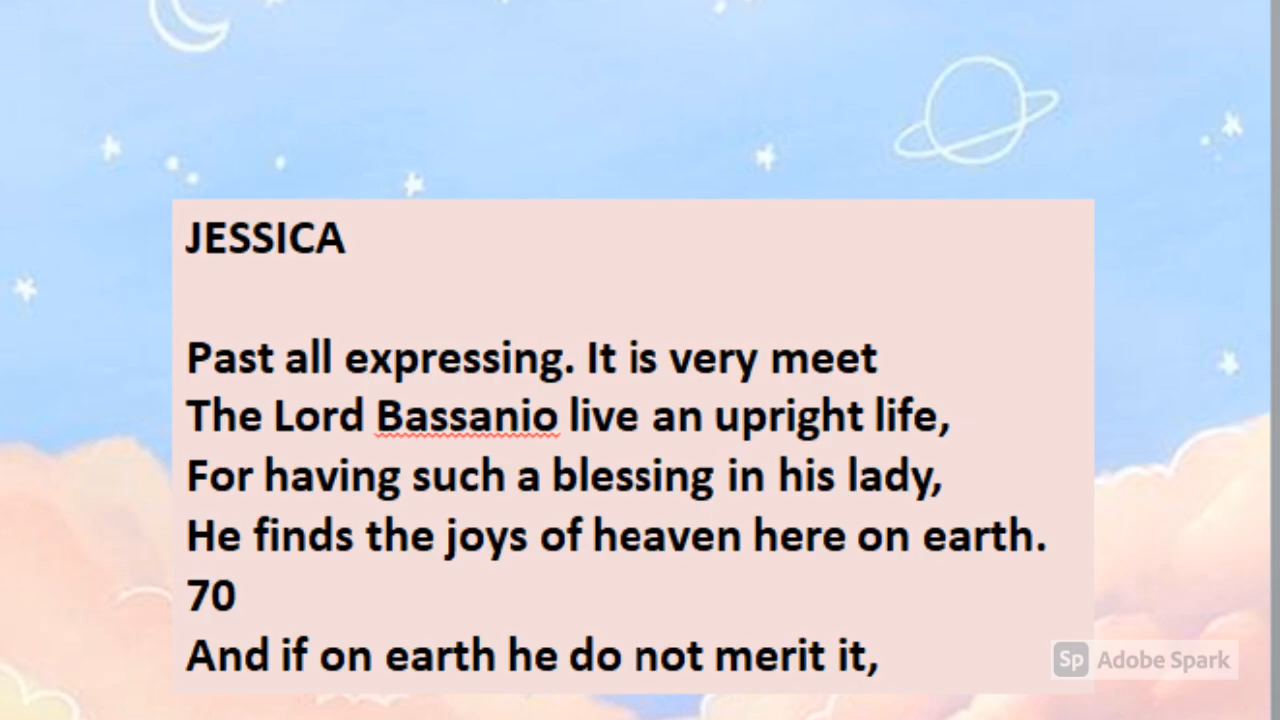 JESSICA
Past all expressing. It is very meet
The Lord Bassanio live an upright life,
For having such a blessing in his lady,
He finds the joys of heaven here on earth.
70
And if on earth he do not merit it,
Sp Adobe Spark